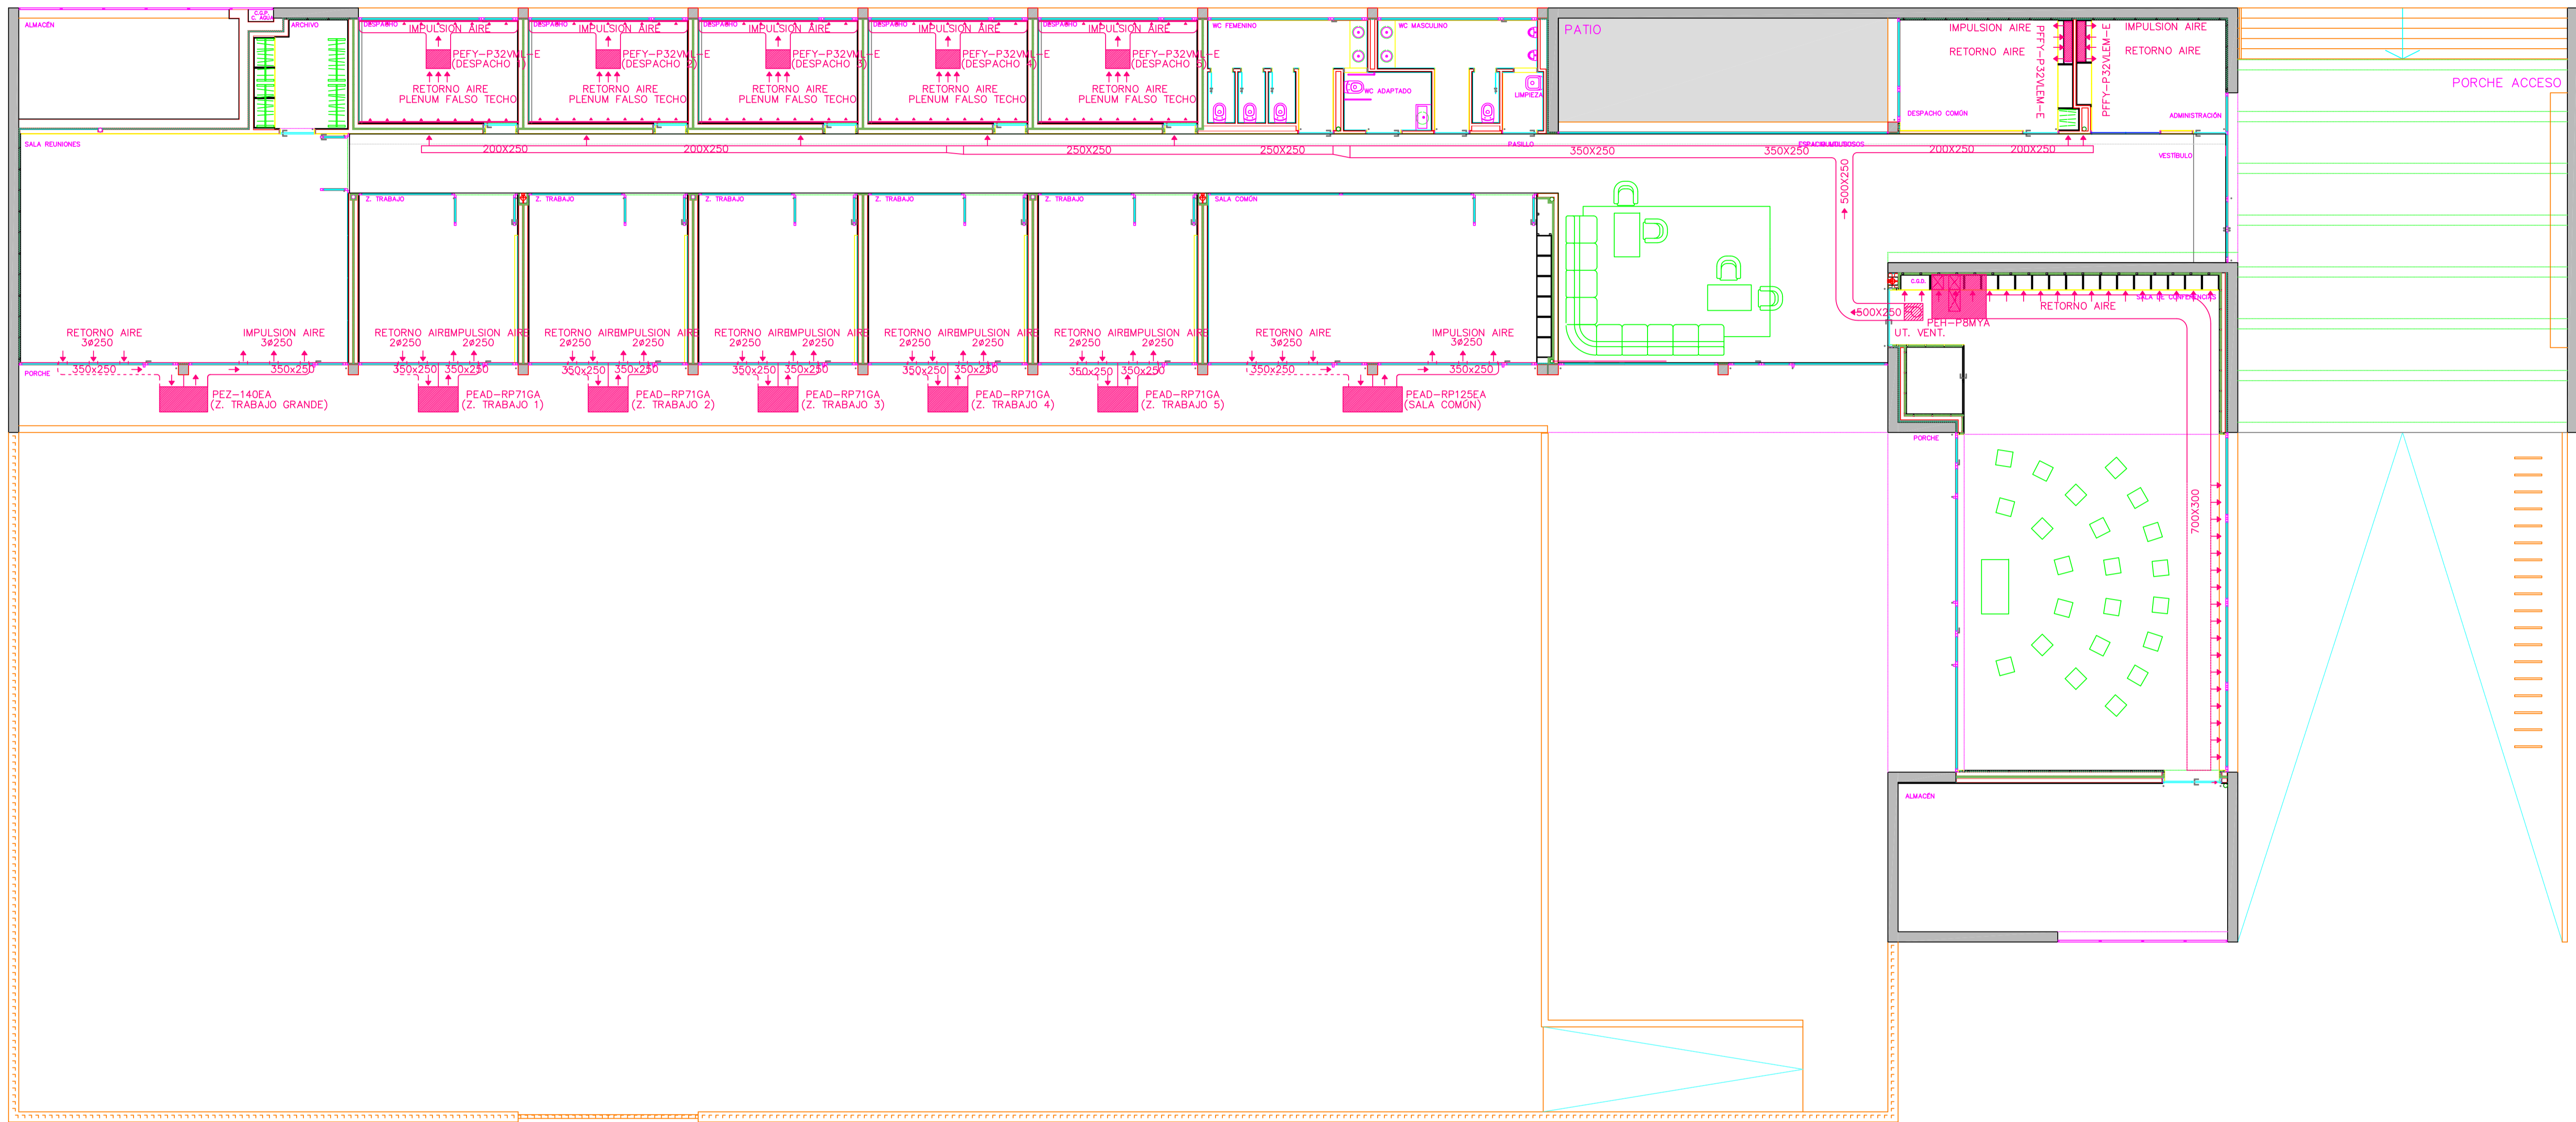 ALMACÉN
C.G.P.
C. AGUA
ARCHIVO
DESPACHO
IMPULSION AIRE
PEFY-P32VML-E
(DESPACHO 1)
RETORNO AIRE
PLENUM FALSO TECHO
DESPACHO
IMPULSION AIRE
PEFY-P32VML-E
(DESPACHO 2)
RETORNO AIRE
PLENUM FALSO TECHO
DESPACHO
IMPULSION AIRE
PEFY-P32VML-E
(DESPACHO 3)
RETORNO AIRE
PLENUM FALSO TECHO
DESPACHO
IMPULSION AIRE
PEFY-P32VML-E
(DESPACHO 4)
RETORNO AIRE
PLENUM FALSO TECHO
DESPACHO
IMPULSION AIRE
PEFY-P32VML-E
(DESPACHO 5)
RETORNO AIRE
PLENUM FALSO TECHO
WC FEMENINO
WC MASCULINO
WC ADAPTADO
LIMPIEZA
PATIO
IMPULSION AIRE
RETORNO AIRE
PFFY-P32VLEM-E
PFFY-P32VLEM-E
IMPULSION AIRE
RETORNO AIRE
DESPACHO COMÚN
ADMINISTRACIÓN
PORCHE ACCESO
SALA REUNIONES
200X250
200X250
250X250
250X250
PASILLO
350X250
350X250
200X250
200X250
VESTÍBULO
500X250
Z. TRABAJO
Z. TRABAJO
Z. TRABAJO
Z. TRABAJO
Z. TRABAJO
SALA COMÚN
C.G.D.
SALA DE CONFERENCIAS
RETORNO AIRE
500X250
PEH-P8MYA
UT. VENT.
RETORNO AIRE
3ø250
IMPULSION AIRE
3ø250
RETORNO AIRE
2ø250
IMPULSION AIRE
2ø250
RETORNO AIRE
2ø250
IMPULSION AIRE
2ø250
RETORNO AIRE
2ø250
IMPULSION AIRE
2ø250
RETORNO AIRE
2ø250
IMPULSION AIRE
2ø250
RETORNO AIRE
2ø250
IMPULSION AIRE
2ø250
RETORNO AIRE
3ø250
IMPULSION AIRE
3ø250
PORCHE
350x250
350x250
350x250
350x250
350x250
350x250
350x250
350x250
350x250
350x250
350x250
350x250
350x250
350x250
PEZ-140EA
(Z. TRABAJO GRANDE)
PEAD-RP71GA
(Z. TRABAJO 1)
PEAD-RP71GA
(Z. TRABAJO 2)
PEAD-RP71GA
(Z. TRABAJO 3)
PEAD-RP71GA
(Z. TRABAJO 4)
PEAD-RP71GA
(Z. TRABAJO 5)
PEAD-RP125EA
(SALA COMÚN)
PORCHE
700X300
ALMACÉN